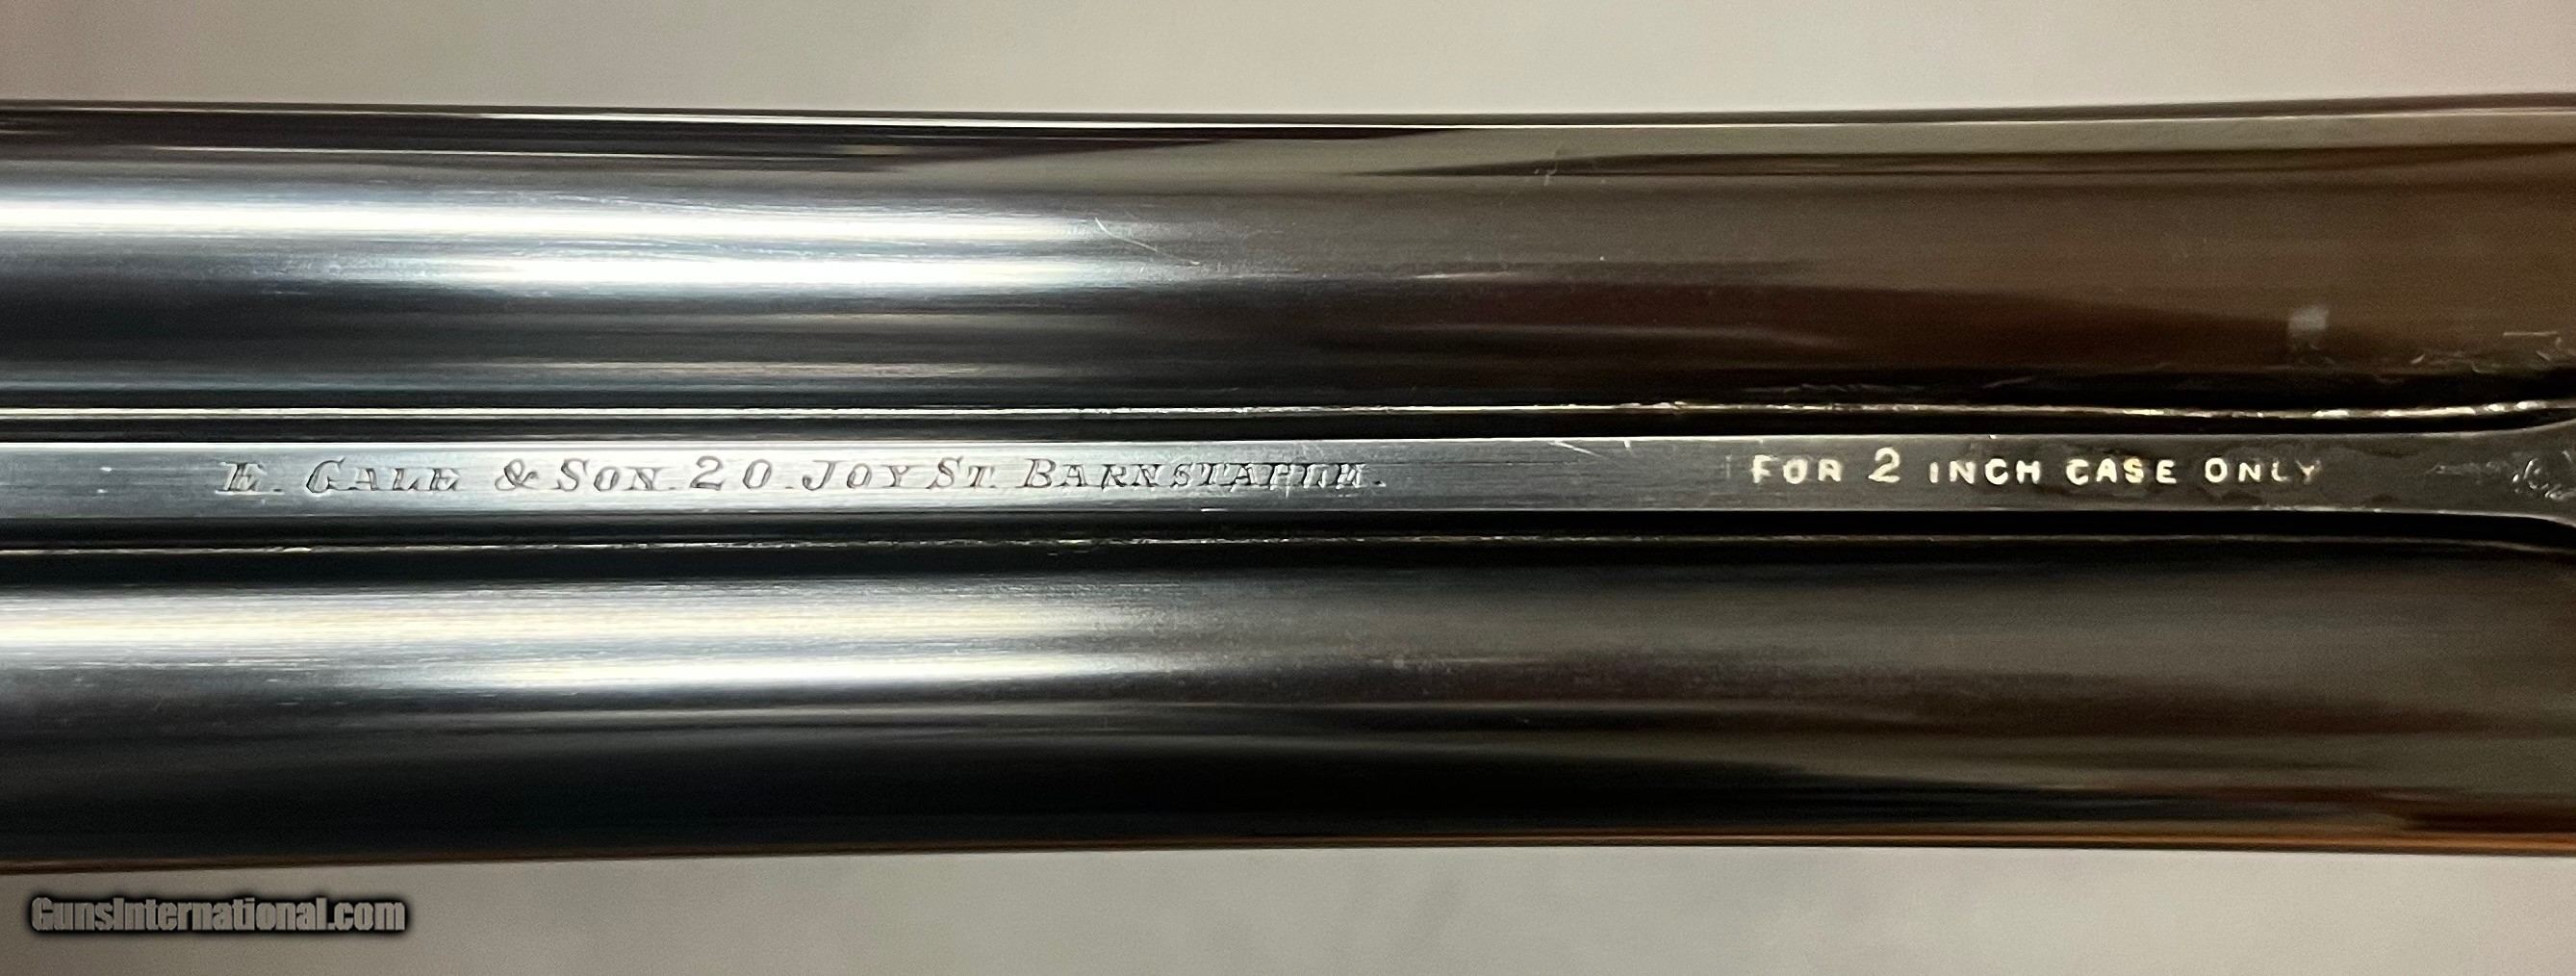 E. GALE & SON. 20. JOY ST. BARNSTAPLE.
FOR 2 INCH CASE ONLY
GunsInternational.com